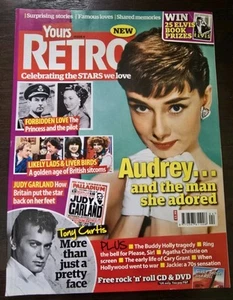 Surprising stories | Famous loves | Shared memories
YOURS
RETRO
NEW
WIN
25 ELVIS
BOOK
PRIZES
ELVIS
Celebrating the STARS we love
FORBIDDEN LOVE The
Princess and the pilot
LIKELY LADS & LIVER BIRDS
A golden age of British sitcoms
JUDY GARLAND How
Britain put the star
back on her feet
PALLADIUM
JUDY
GARLAND
Audrey...
...and the man
she adored
Tony Curtis
More than
just a
pretty
face
PLUS • The Buddy Holly tragedy • Ring
the bell for Please, Sir! • Agatha Christie on
screen • The early life of Cary Grant • When
Hollywood went to war • Jackie: a 70s sensation
Free rock 'n' roll CD & DVD